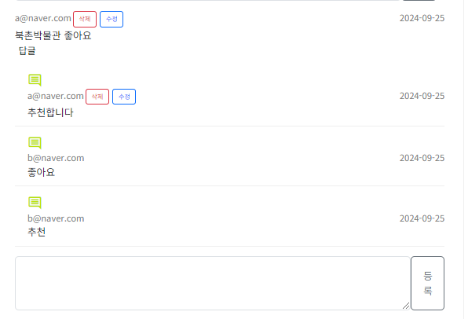 a@naver.com 삭제 수정 2024-09-25
북촌박물관 좋아요
답글
a@naver.com 삭제 수정 2024-09-25
추천합니다
b@naver.com 2024-09-25
좋아요
b@naver.com 2024-09-25
추천
등
록